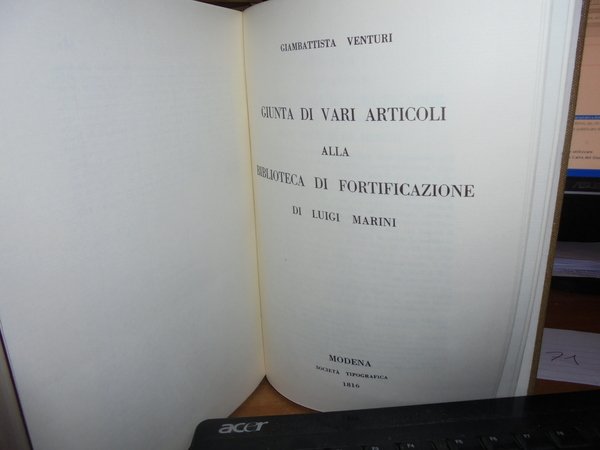 GIAMBATTISTA VENTURI
GIUNTA DI VARI ARTICOLI
ALLA
BIBLIOTECA DI FORTIFICAZIONE
DI LUIGI MARINI
MODENA
SOCIETÀ TIPOGRAFICA
1816
acer